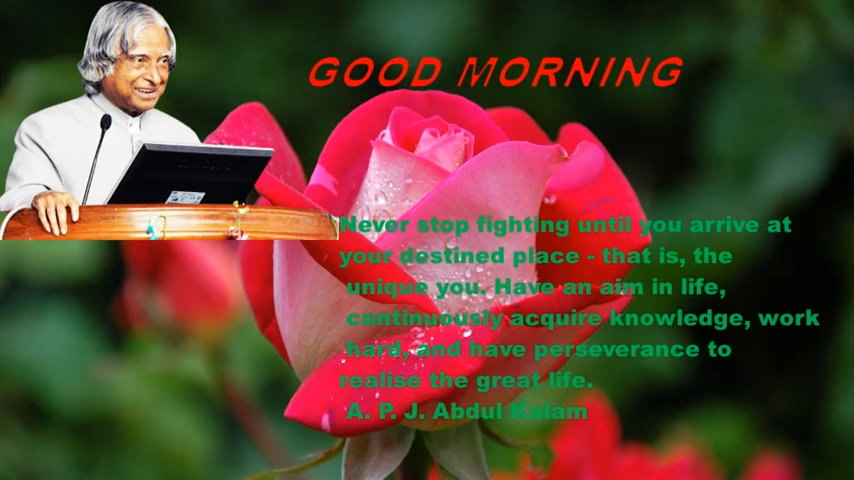 GOOD MORNING
Never stop fighting until you arrive at
your destined place - that is, the
unique you. Have an aim in life,
continuously acquire knowledge, work
hard, and have perseverance to
realise the great life.
A. P. J. Abdul Kalam